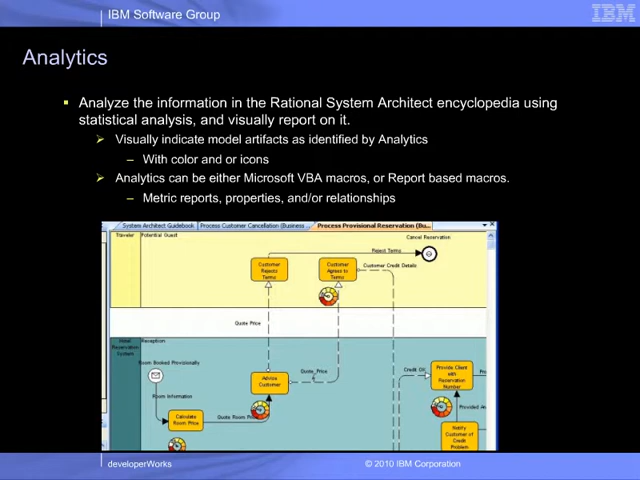 IBM Software Group
IBM
Analytics
Analyze the information in the Rational System Architect encyclopedia using
statistical analysis, and visually report on it.
Visually indicate model artifacts as identified by Analytics
– With color and or icons
Analytics can be either Microsoft VBA macros, or Report based macros.
– Metric reports, properties, and/or relationships
System Architect Guidebook
Process Customer Cancellation (Business ...
Process Provisional Reservation (Bu...
Traveler
Potential Guest
Cancel Reservation
Reject Terms
Customer
Rejects
Terms
Customer
Agrees to
Terms
Customer Credit Details
Quote Price
Hotel
Reservation
System
Reception
Room Booked Provisionally
Advise
Customer
Quote Price
Credit OK
Provide Client
with
Reservation
Number
Room Information
Calculate
Room Price
Quote Room
Provided
Notify
Customer of
Credit
Problem
developerWorks
© 2010 IBM Corporation